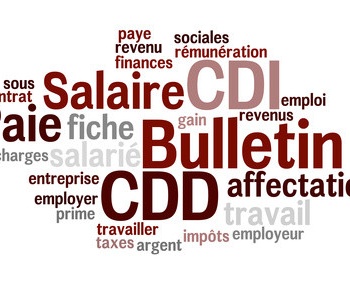 paye
sociales
revenu
rémunération
finances
sous
Salaire
CDI
emploi
ntrat
gain
revenus
Paie
fiche
Bulletin
charges
salarié
entreprise
CDD
affectatio
employer
prime
travail
travailler
impôts
employeur
taxes
argent